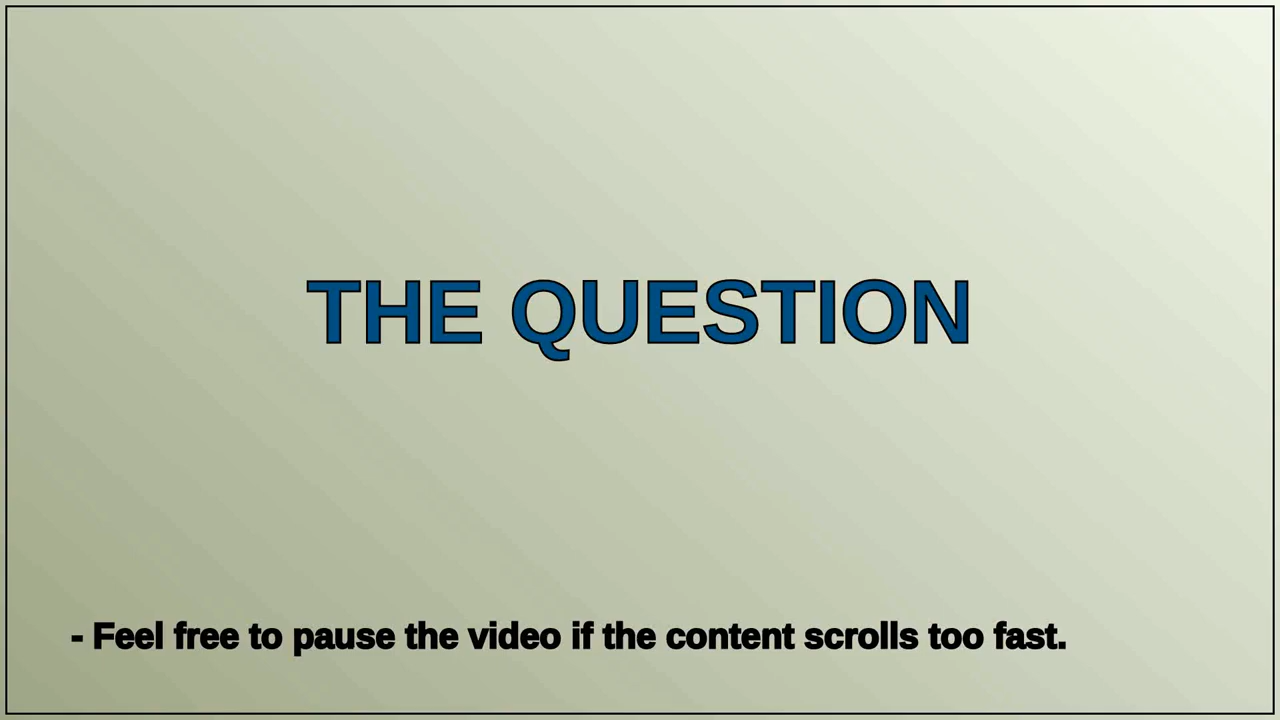 THE QUESTION
- Feel free to pause the video if the content scrolls too fast.